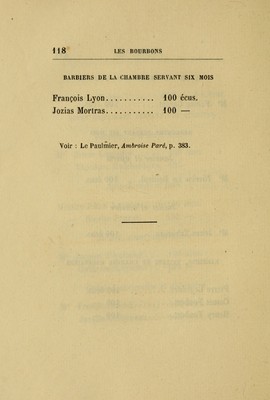 118 LES BOURBONS
BARBIERS DE LA CHAMBRE SERVANT SIX MOIS
François Lyon........... 100 écus.
Jozias Mortras........... 100 —
Voir : Le Paulmier, Ambroise Paré, p. 383.